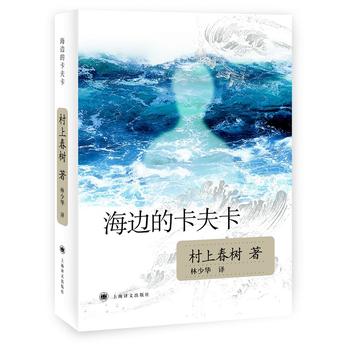 海边的卡夫卡
村上春树 著
林少华 译
海边的卡夫卡
村上春树 著
林少华 译
上海译文出版社